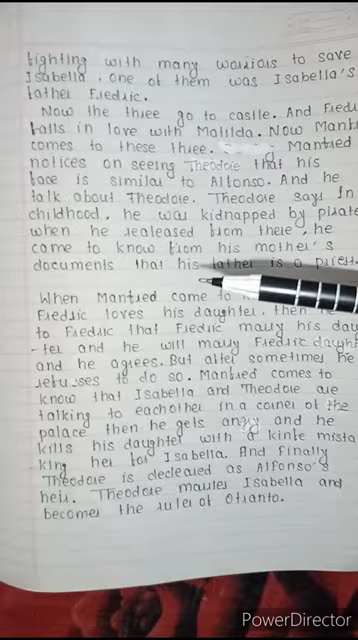 fighting with many warriors to save
Isabella. One of them was Isabella's
father Fredric.
Now the three go to castle. And Fredr
falls in love with Matilda. Now Manf
comes to these three. Manfred
notices on seeing Theodore that his
face is similar to Alfonso. And he
talk about Theodore. Theodore says In
childhood, he was kidnapped by pirate
when he realeased from there, he
came to know from his mother's
documents that his father is a priest.
When Manfred came to
Fredric loves his daughter. then he
to Fredric that Fredric marry his dau
-ter and he will marry Fredric daught
and he agrees. But after sometimes he
refusses to do so. Manfred comes to
know that Isabella and Theodore are
talking to eachother in a corner of the
palace then he gets angry and he
kills his daughter with a kinfe mista
-king her for Isabella. And finally
Theodore is decleared as Alfonso's
heir. Theodore marries Isabella and
becomes the ruler of Otranto.
PowerDirector